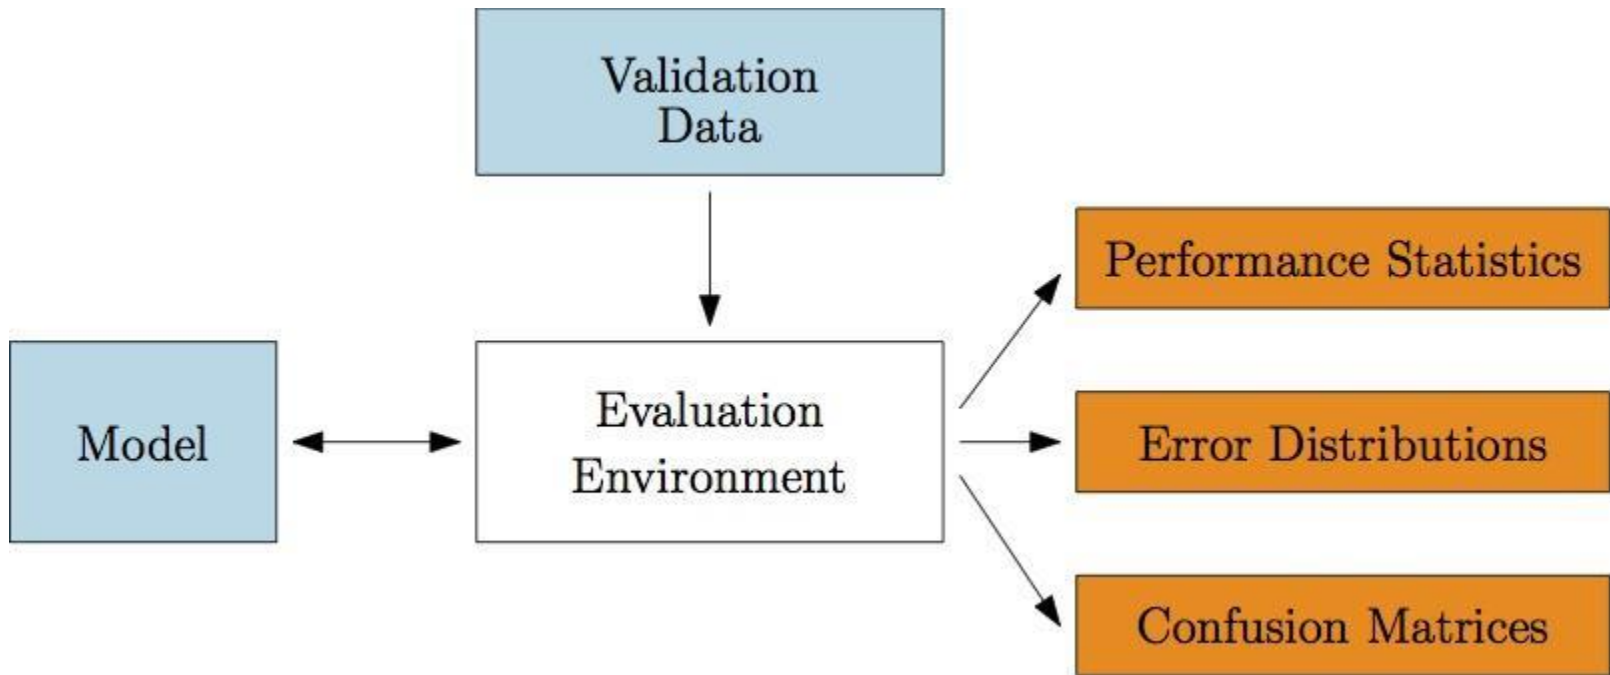 Validation
Data
Performance Statistics
Model
Evaluation
Environment
Error Distributions
Confusion Matrices